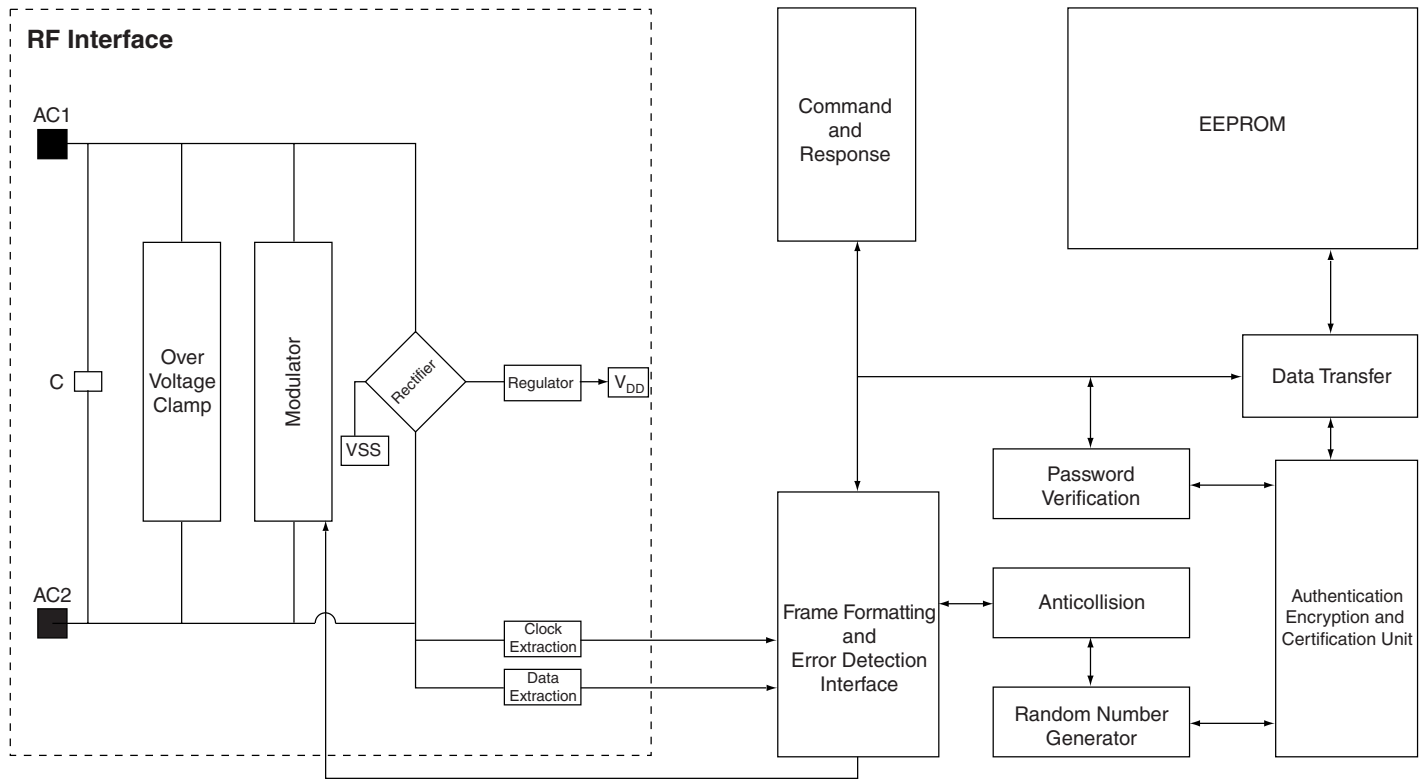 RF Interface
AC1
C
Over
Voltage
Clamp
Modulator
Rectifier
VSS
Regulator
VDD
AC2
Clock
Extraction
Data
Extraction
Command
and
Response
EEPROM
Data Transfer
Password
Verification
Frame Formatting
and
Error Detection
Interface
Anticollision
Random Number
Generator
Authentication
Encryption and
Certification Unit